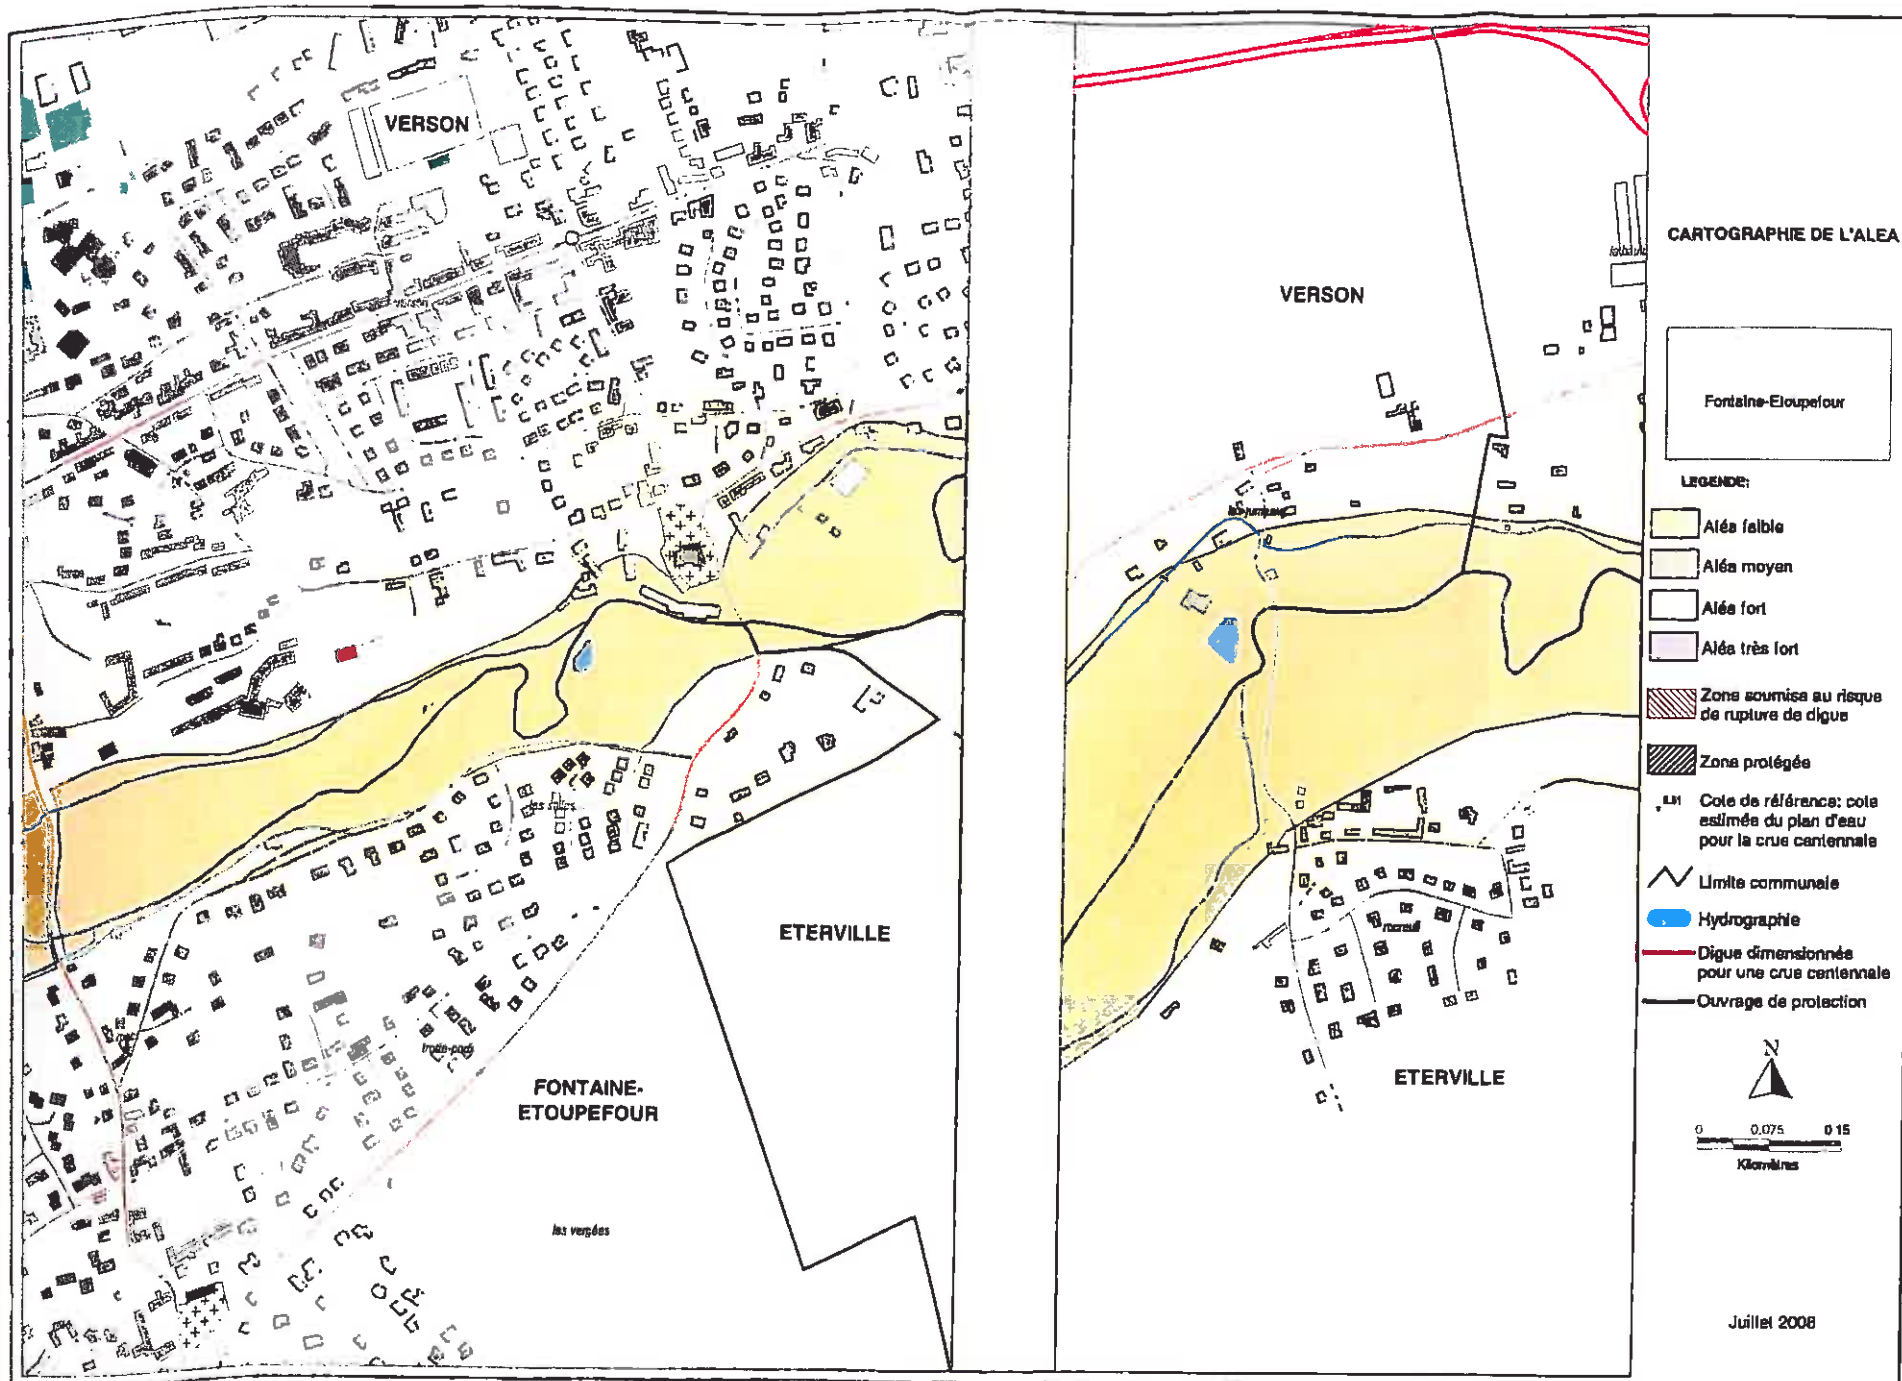 VERSON
les salles
ETERVILLE
FONTAINE-
ETOUPEFOUR
les vergées
VERSON
ETERVILLE
CARTOGRAPHIE DE L'ALEA
Fontaine-Etoupefour
LEGENDE:
Aléa faible
Aléa moyen
Aléa fort
Aléa très fort
Zone soumise au risque
de rupture de digue
Zone protégée
Cote de référence: cote
estimée du plan d'eau
pour la crue centennale
Limite communale
Hydrographie
Digue dimensionnée
pour une crue centennale
Ouvrage de protection
N
0 0,075 0 15
Kilomètres
Juillet 2008